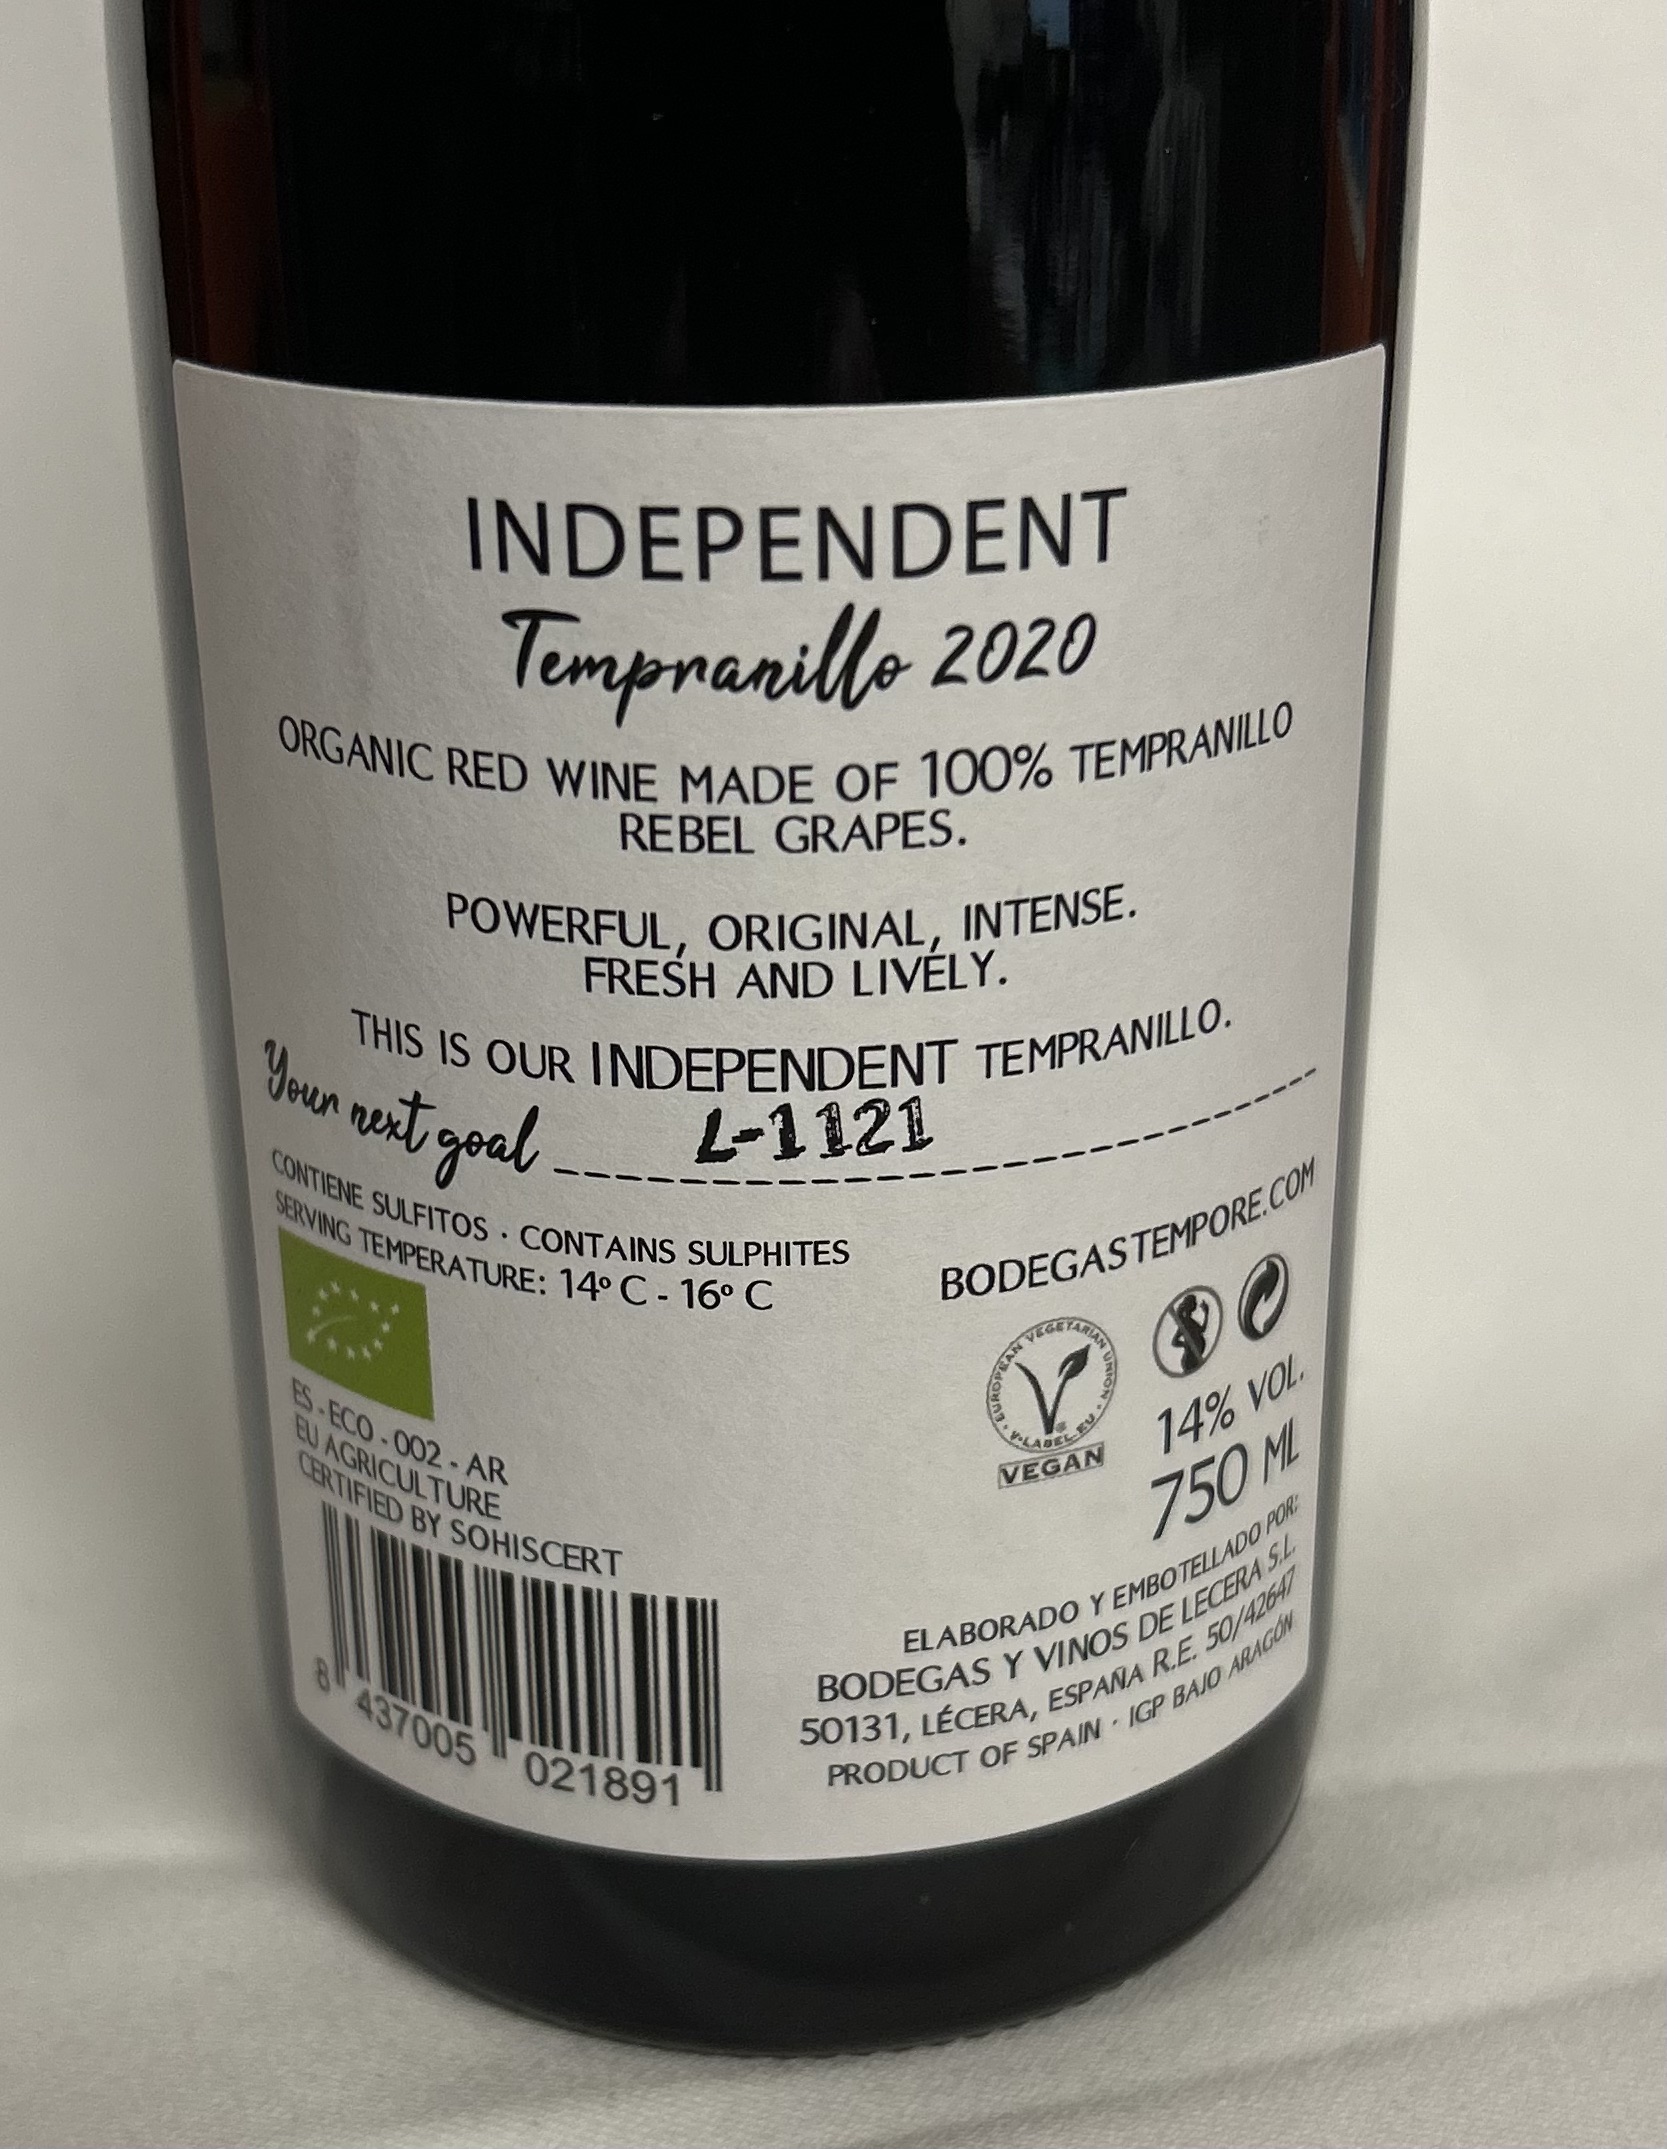 INDEPENDENT
Tempranillo 2020
ORGANIC RED WINE MADE OF 100% TEMPRANILLO
REBEL GRAPES.
POWERFUL, ORIGINAL, INTENSE.
FRESH AND LIVELY.
THIS IS OUR INDEPENDENT TEMPRANILLO.
Your next goal L-1121
CONTIENE SULFITOS · CONTAINS SULPHITES
SERVING TEMPERATURE: 14º C - 16º C
ES-ECO-002-AR
EU AGRICULTURE
CERTIFIED BY SOHISCERT
8 437005 021891
BODEGASTEMPORE.COM
· EUROPEAN VEGETARIAN UNION ·
V-LABEL.EU
VEGAN
14% VOL.
750 ML
ELABORADO Y EMBOTELLADO POR:
BODEGAS Y VINOS DE LECERA S.L.
50131, LÉCERA, ESPAÑA R.E. 50/42647
PRODUCT OF SPAIN · IGP BAJO ARAGÓN